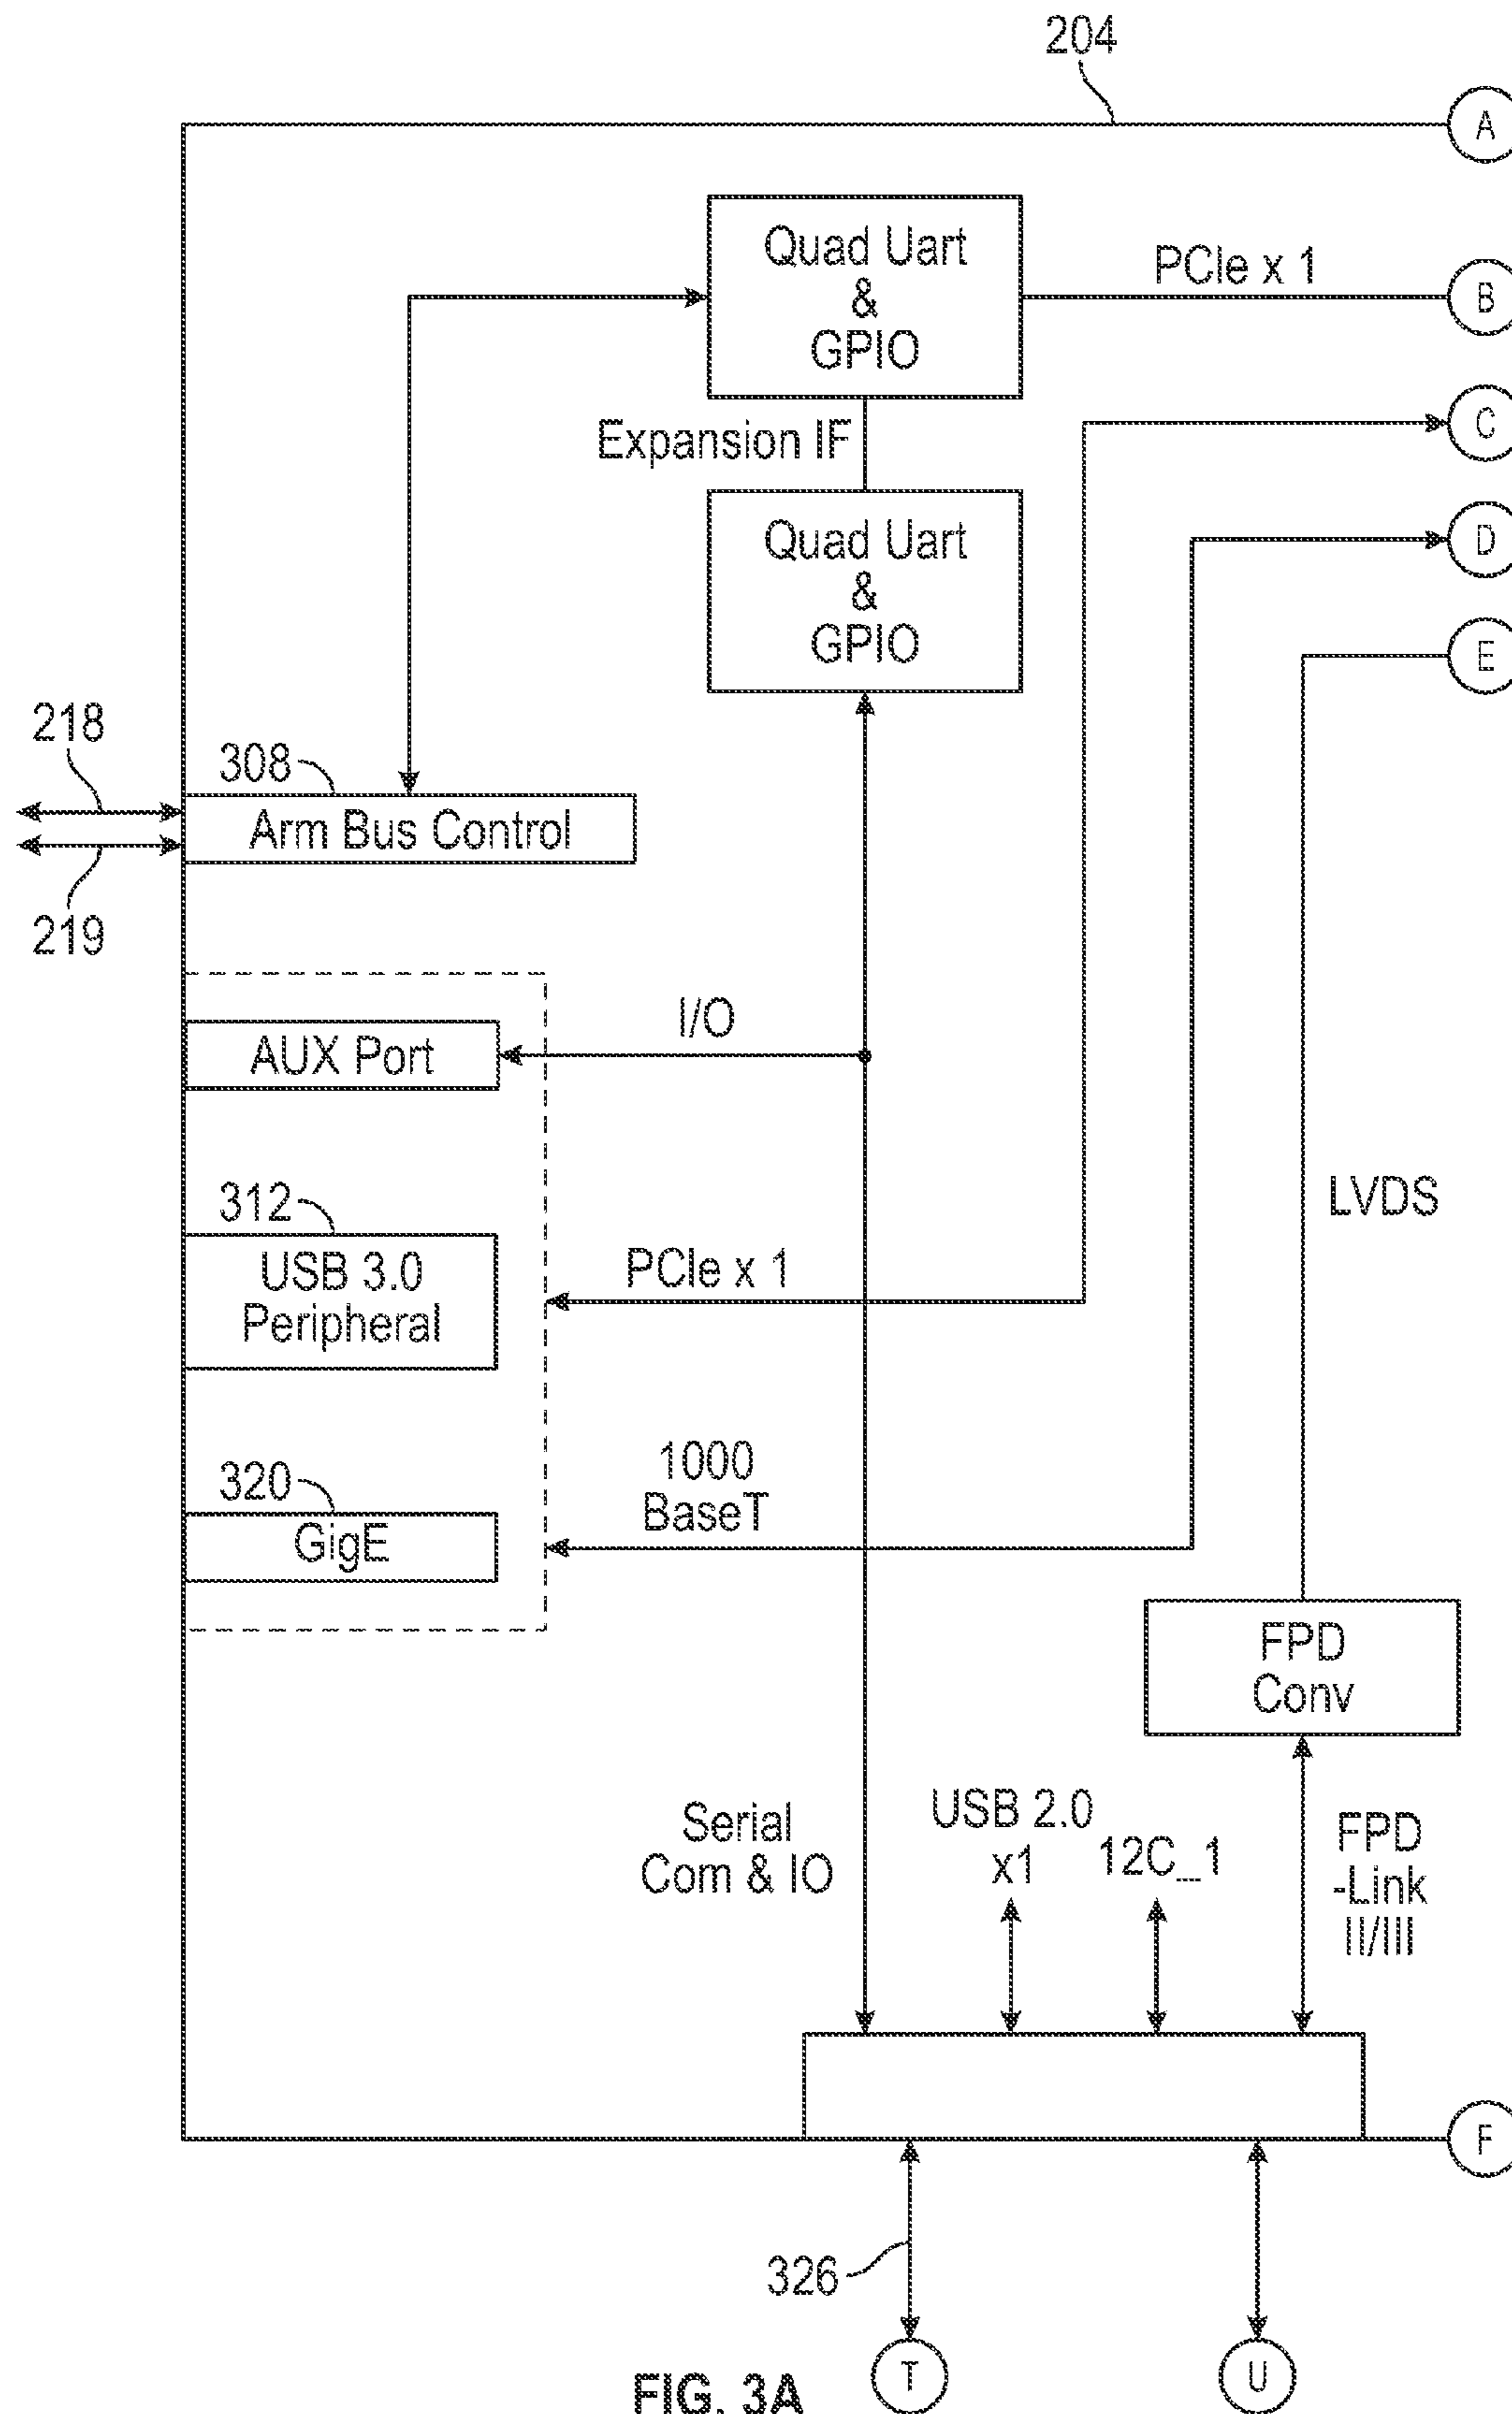 204
A
Quad Uart
&
GPIO
PCIe x 1
B
Expansion IF
C
Quad Uart
&
GPIO
D
E
218
308
Arm Bus Control
219
I/O
AUX Port
LVDS
312
USB 3.0
Peripheral
PCIe x 1
320
GigE
1000
BaseT
FPD
Conv
Serial
Com & IO
USB 2.0
x1
12C_1
FPD
-Link
II/III
F
326
T
U
FIG. 3A